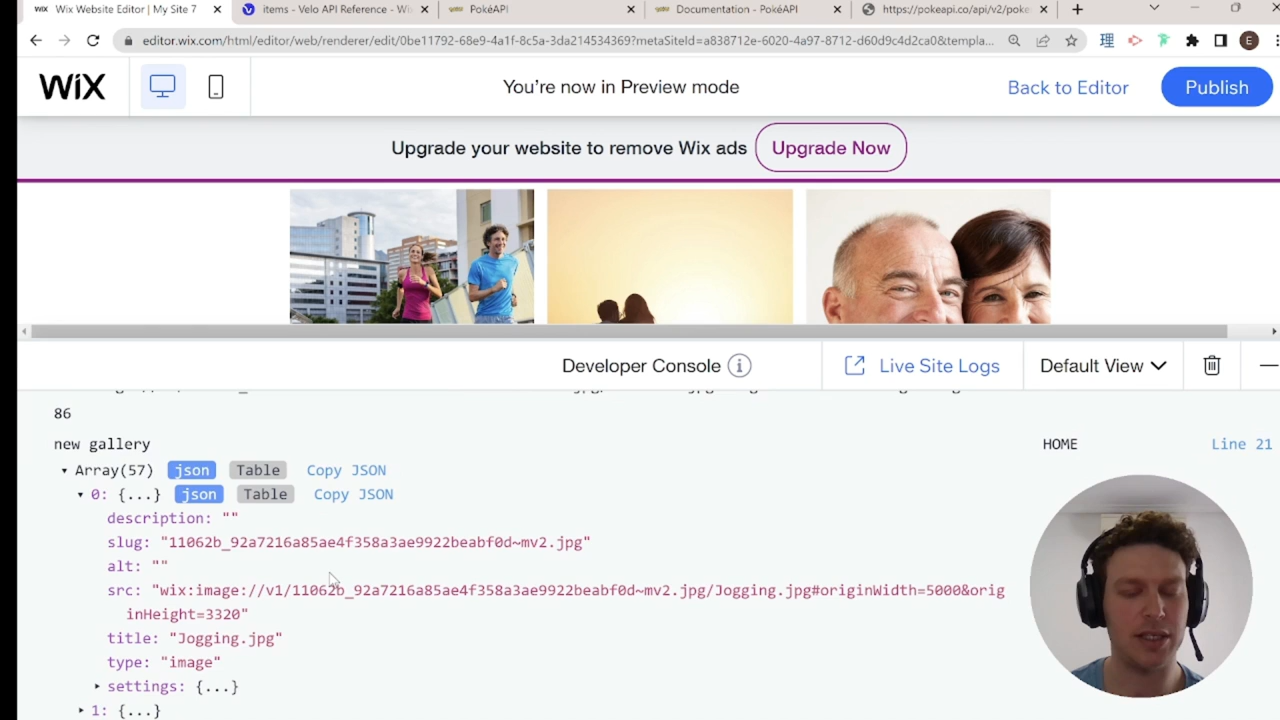 WiX Wix Website Editor | My Site 7
items - Velo API Reference - Wi
PokéAPI
Documentation - PokéAPI
https://pokeapi.co/api/v2/poke
editor.wix.com/html/editor/web/renderer/edit/0be11792-68e9-4a1f-8c5a-3da214534369?metaSiteId=a838712e-6020-4a97-8712-d60d9c4d2ca0&templa...
E
WiX
You're now in Preview mode
Back to Editor
Publish
Upgrade your website to remove Wix ads
Upgrade Now
Developer Console
Live Site Logs
Default View
86
new gallery
HOME
Line 21
Array(57) json Table Copy JSON
0: {...} json Table Copy JSON
description: ""
slug: "11062b_92a7216a85ae4f358a3ae9922beabf0d~mv2.jpg"
alt: ""
src: "wix:image://v1/11062b_92a7216a85ae4f358a3ae9922beabf0d~mv2.jpg/Jogging.jpg#originWidth=5000&orig
inHeight=3320"
title: "Jogging.jpg"
type: "image"
settings: {...}
1: {...}